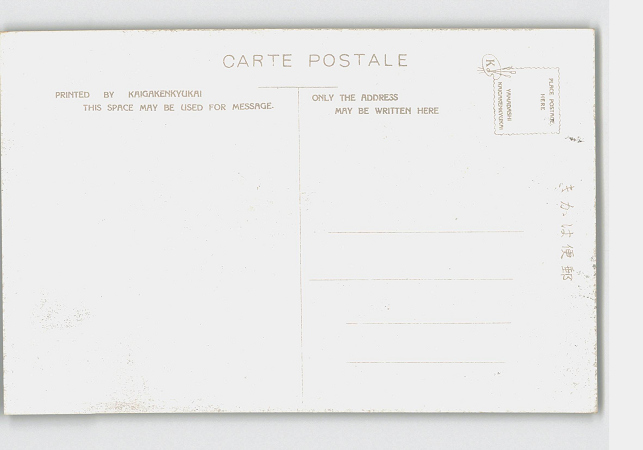 CARTE POSTALE
PRINTED BY KAIGAKENKYUKAI
THIS SPACE MAY BE USED FOR MESSAGE.
ONLY THE ADDRESS
MAY BE WRITTEN HERE
PLACE POSTAGE
HERE
KAIGAKENKYUKAI
きかは便郵